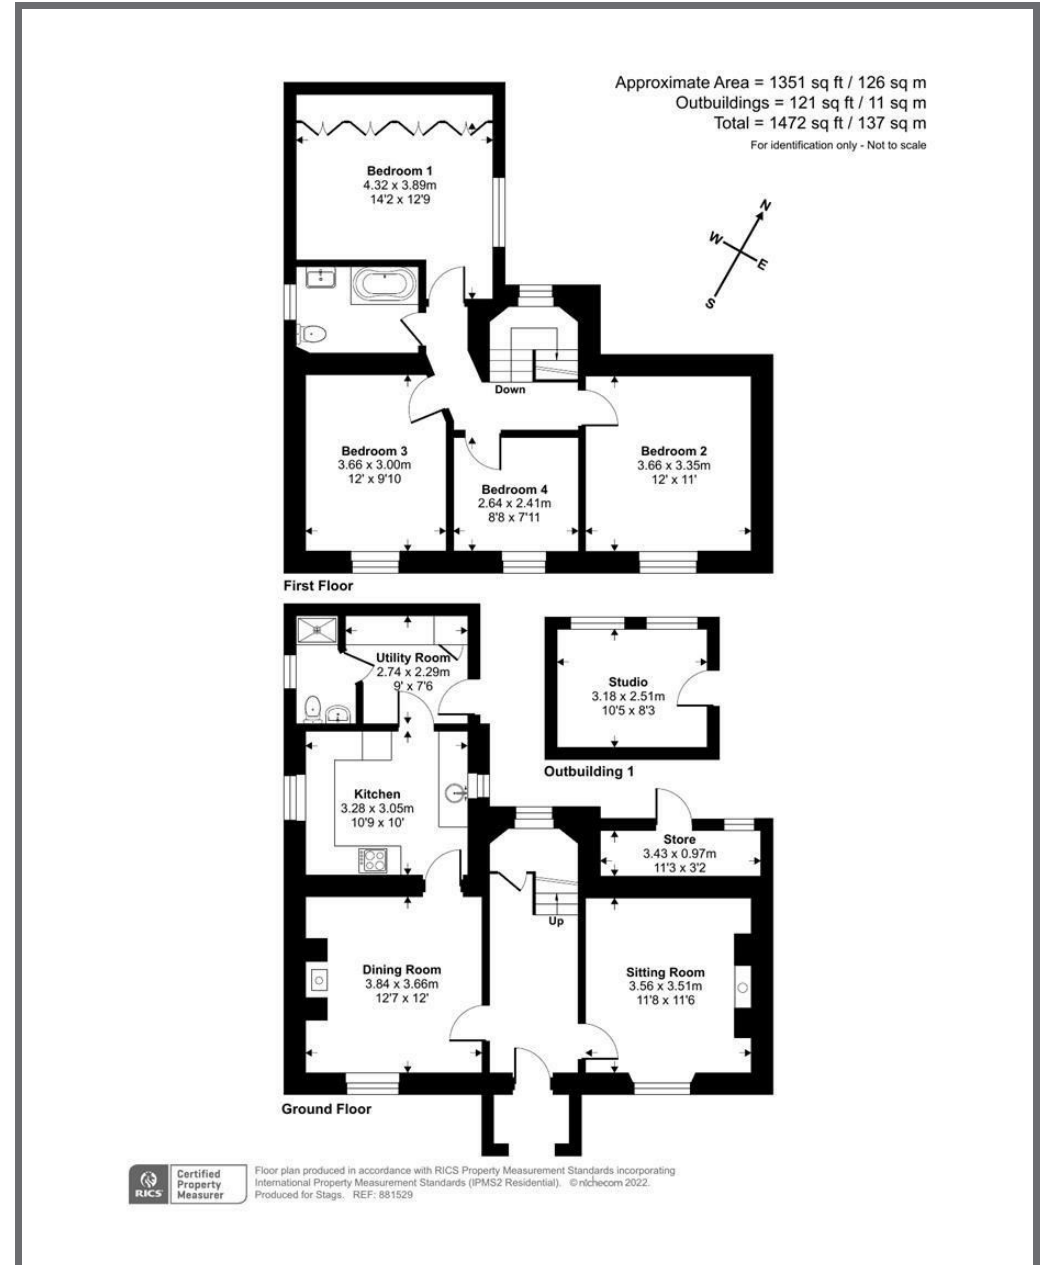 Approximate Area = 1351 sq ft / 126 sq m
Outbuildings = 121 sq ft / 11 sq m
Total = 1472 sq ft / 137 sq m
For identification only - Not to scale
N
W
E
S
Bedroom 1
4.32 x 3.89m
14'2 x 12'9
Down
Bedroom 3
3.66 x 3.00m
12' x 9'10
Bedroom 4
2.64 x 2.41m
8'8 x 7'11
Bedroom 2
3.66 x 3.35m
12' x 11'
First Floor
Utility Room
2.74 x 2.29m
9' x 7'6
Studio
3.18 x 2.51m
10'5 x 8'3
Outbuilding 1
Kitchen
3.28 x 3.05m
10'9 x 10'
Store
3.43 x 0.97m
11'3 x 3'2
Up
Dining Room
3.84 x 3.66m
12'7 x 12'
Sitting Room
3.56 x 3.51m
11'8 x 11'6
Ground Floor
RICS
Certified
Property
Measurer
Floor plan produced in accordance with RICS Property Measurement Standards incorporating
International Property Measurement Standards (IPMS2 Residential). © nichecom 2022.
Produced for Stags. REF: 881529